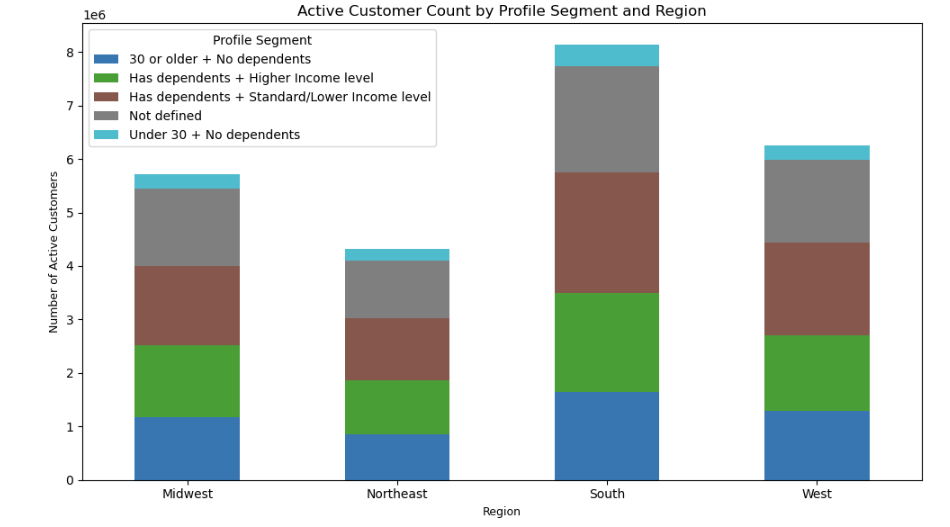 Active Customer Count by Profile Segment and Region
1e6
Profile Segment
30 or older + No dependents
Has dependents + Higher Income level
Has dependents + Standard/Lower Income level
Not defined
Under 30 + No dependents
Number of Active Customers
8
7
6
5
4
3
2
1
0
Midwest Northeast South West
Region